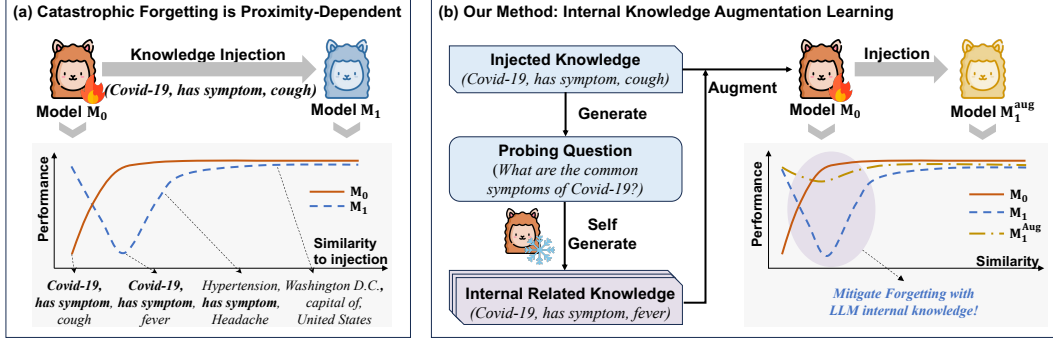 (a) Catastrophic Forgetting is Proximity-Dependent
Knowledge Injection
(Covid-19, has symptom, cough)
Model M0
Model M1
Performance
M0
M1
Similarity
to injection
Covid-19,
has symptom,
cough
Covid-19,
has symptom,
fever
Hypertension,
has symptom,
Headache
Washington D.C.,
capital of,
United States
(b) Our Method: Internal Knowledge Augmentation Learning
Injected Knowledge
(Covid-19, has symptom, cough)
Generate
Probing Question
(What are the common
symptoms of Covid-19?)
Self
Generate
Internal Related Knowledge
(Covid-19, has symptom, fever)
Augment
Injection
Model M0
Model M1aug
Performance
M0
M1
M1Aug
Similarity
Mitigate Forgetting with
LLM internal knowledge!